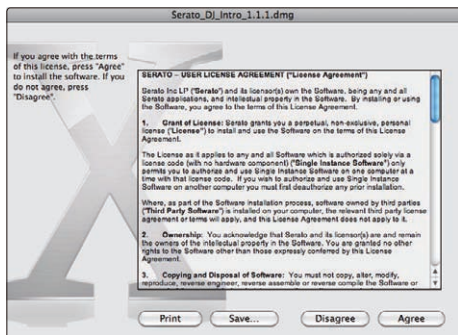 Serato_DJ_Intro_1.1.1.dmg
If you agree with the terms
of this license, press "Agree"
to install the software. If you
do not agree, press
"Disagree".
SERATO – USER LICENSE AGREEMENT ("License Agreement")
Serato Inc LP ("Serato") and its licensor(s) own the Software, being any and all
Serato applications, and intellectual property in the Software. By installing or using
the Software, you agree to the terms of this License Agreement.
1. Grant of License: Serato grants you a perpetual, non-exclusive, personal
license ("License") to install and use the Software on the terms of this License
Agreement.
The License as it applies to any and all Software which is authorized solely via a
license code (with no hardware component) ("Single Instance Software") only
permits you to authorize and use Single Instance Software on one computer at a
time with that license code. If you wish to authorize and use Single Instance
Software on another computer you must first deauthorize any prior installation.
Where, as part of the Software installation process, software owned by third parties
("Third Party Software") is installed on your computer, the relevant third party license
agreement or terms will apply, and this License Agreement does not apply to it.
2. Ownership: You acknowledge that Serato and its licensor(s) are and remain
the owners of the intellectual property in the Software. You are granted no other
rights to the Software other than those expressly conferred by this License
Agreement.
3. Copying and Disposal of Software: You must not copy, alter, modify,
reproduce, reverse engineer, reverse assemble or reverse compile the Software or
Print Save... Disagree Agree